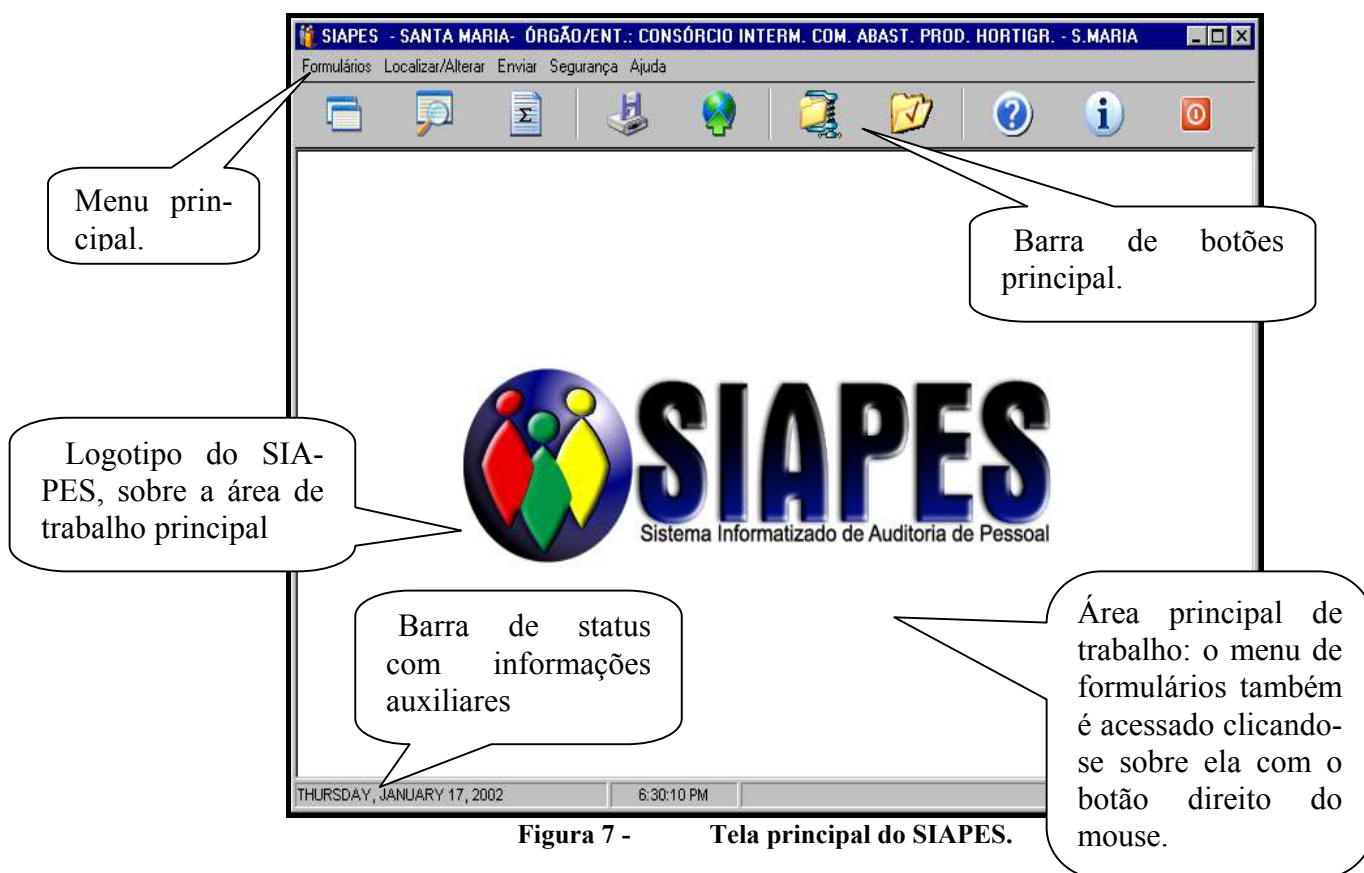 SIAPES - SANTA MARIA- ÓRGÃO/ENT.: CONSÓRCIO INTERM. COM. ABAST. PROD. HORTIGR. - S.MARIA
Formulários Localizar/Alterar Enviar Segurança Ajuda
Menu prin-
cipal.
Barra de botões
principal.
SIAPES
Sistema Informatizado de Auditoria de Pessoal
Logotipo do SIA-
PES, sobre a área de
trabalho principal
Barra de status
com informações
auxiliares
Área principal de
trabalho: o menu de
formulários também
é acessado clicando-
se sobre ela com o
botão direito do
mouse.
THURSDAY, JANUARY 17, 2002 6:30:10 PM
Figura 7 - Tela principal do SIAPES.